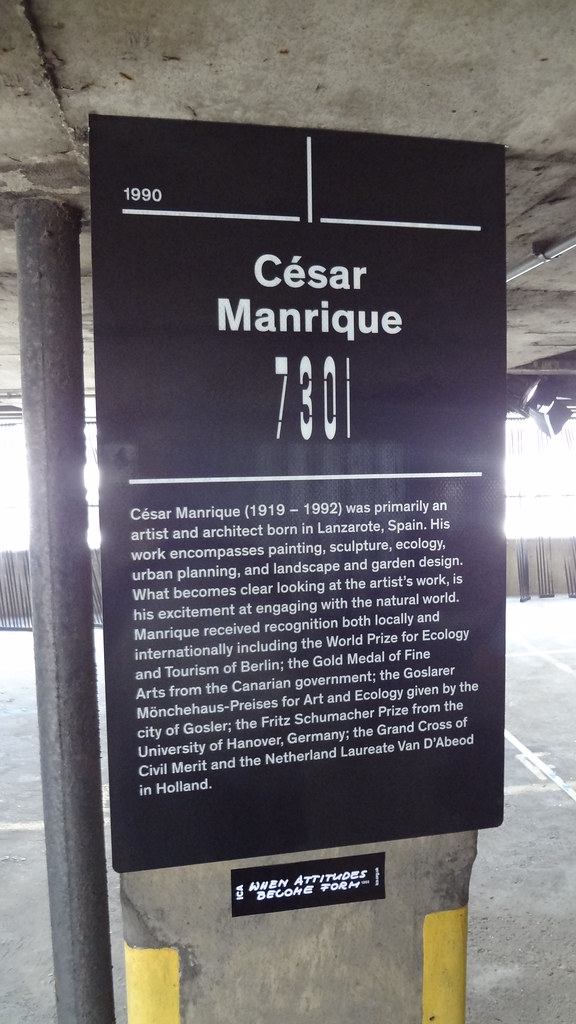 1990
César
Manrique
7301
César Manrique (1919 – 1992) was primarily an
artist and architect born in Lanzarote, Spain. His
work encompasses painting, sculpture, ecology,
urban planning, and landscape and garden design.
What becomes clear looking at the artist's work, is
his excitement at engaging with the natural world.
Manrique received recognition both locally and
internationally including the World Prize for Ecology
and Tourism of Berlin; the Gold Medal of Fine
Arts from the Canarian government; the Goslarer
Mönchehaus-Preises for Art and Ecology given by the
city of Gosler; the Fritz Schumacher Prize from the
University of Hanover, Germany; the Grand Cross of
Civil Merit and the Netherland Laureate Van D'Abeod
in Holland.
ICA WHEN ATTITUDES
BECOME FORM